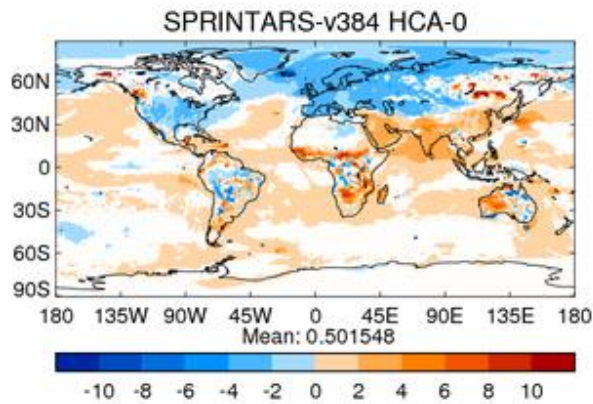 SPRINTARS-v384 HCA-0
60N
30N
0
30S
60S
90S
180 135W 90W 45W 0 45E 90E 135E 180
Mean: 0.501548
-10 -8 -6 -4 -2 0 2 4 6 8 10